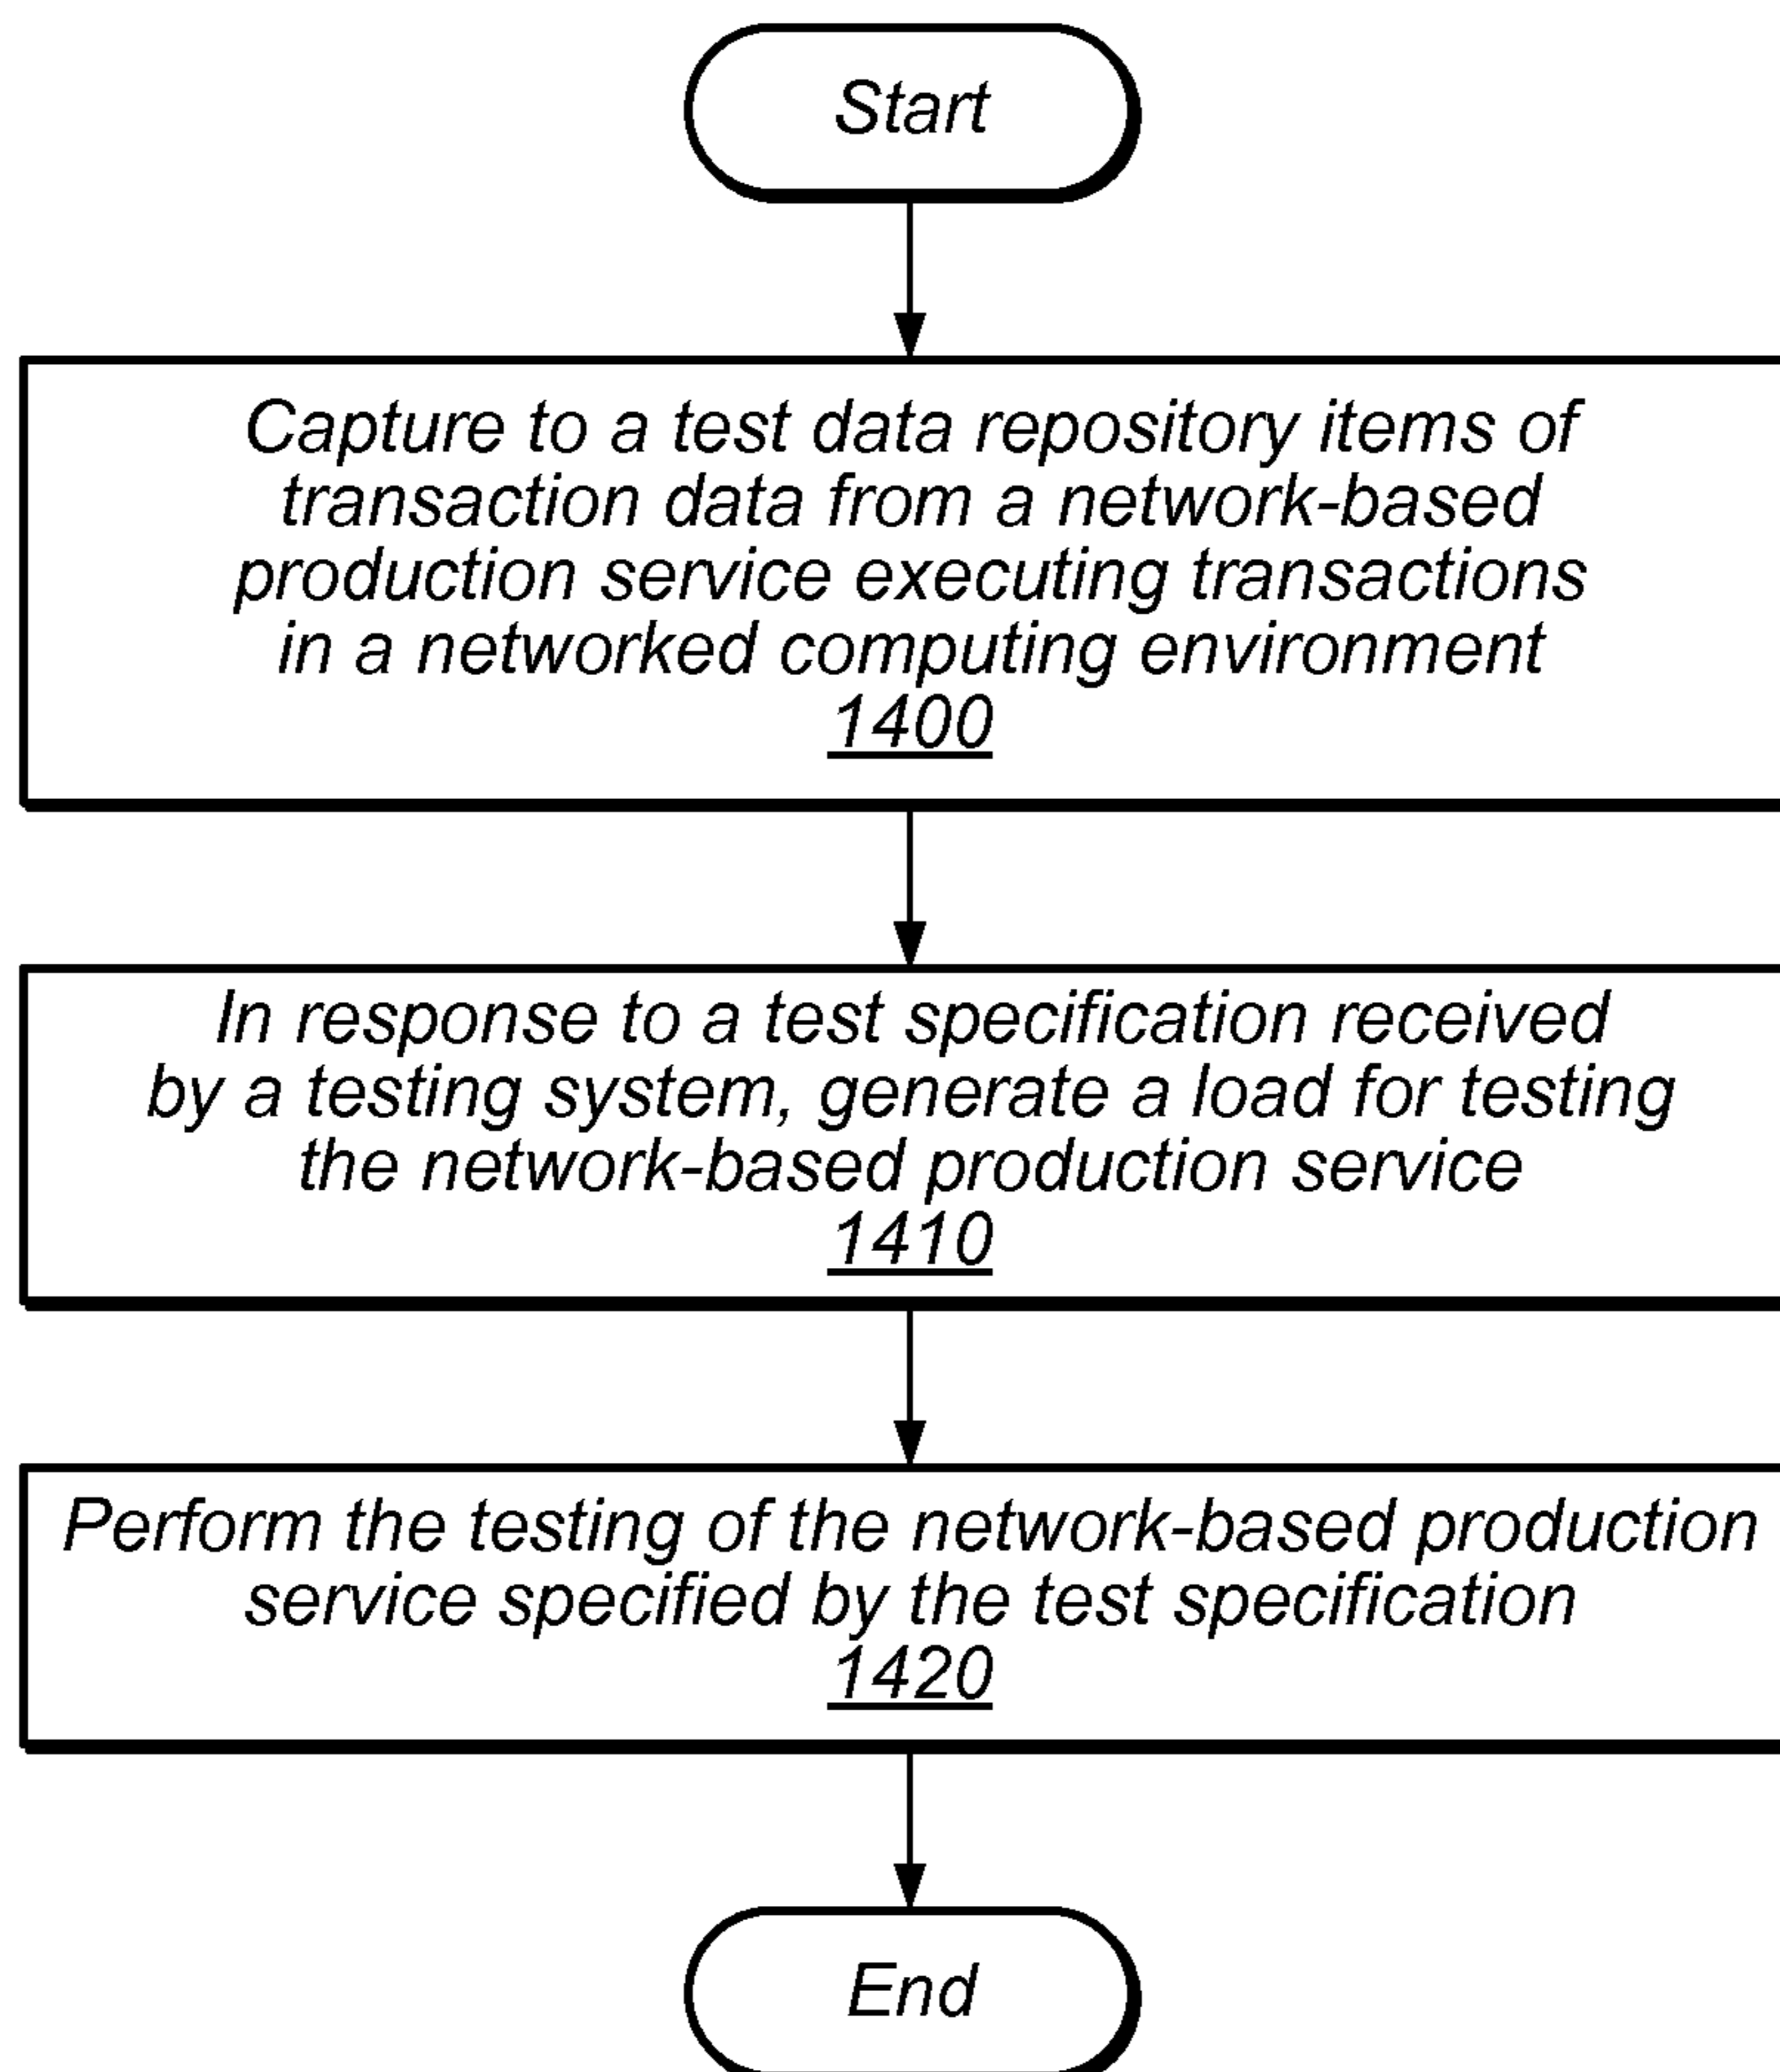 Start
Capture to a test data repository items of
transaction data from a network-based
production service executing transactions
in a networked computing environment
1400
In response to a test specification received
by a testing system, generate a load for testing
the network-based production service
1410
Perform the testing of the network-based production
service specified by the test specification
1420
End